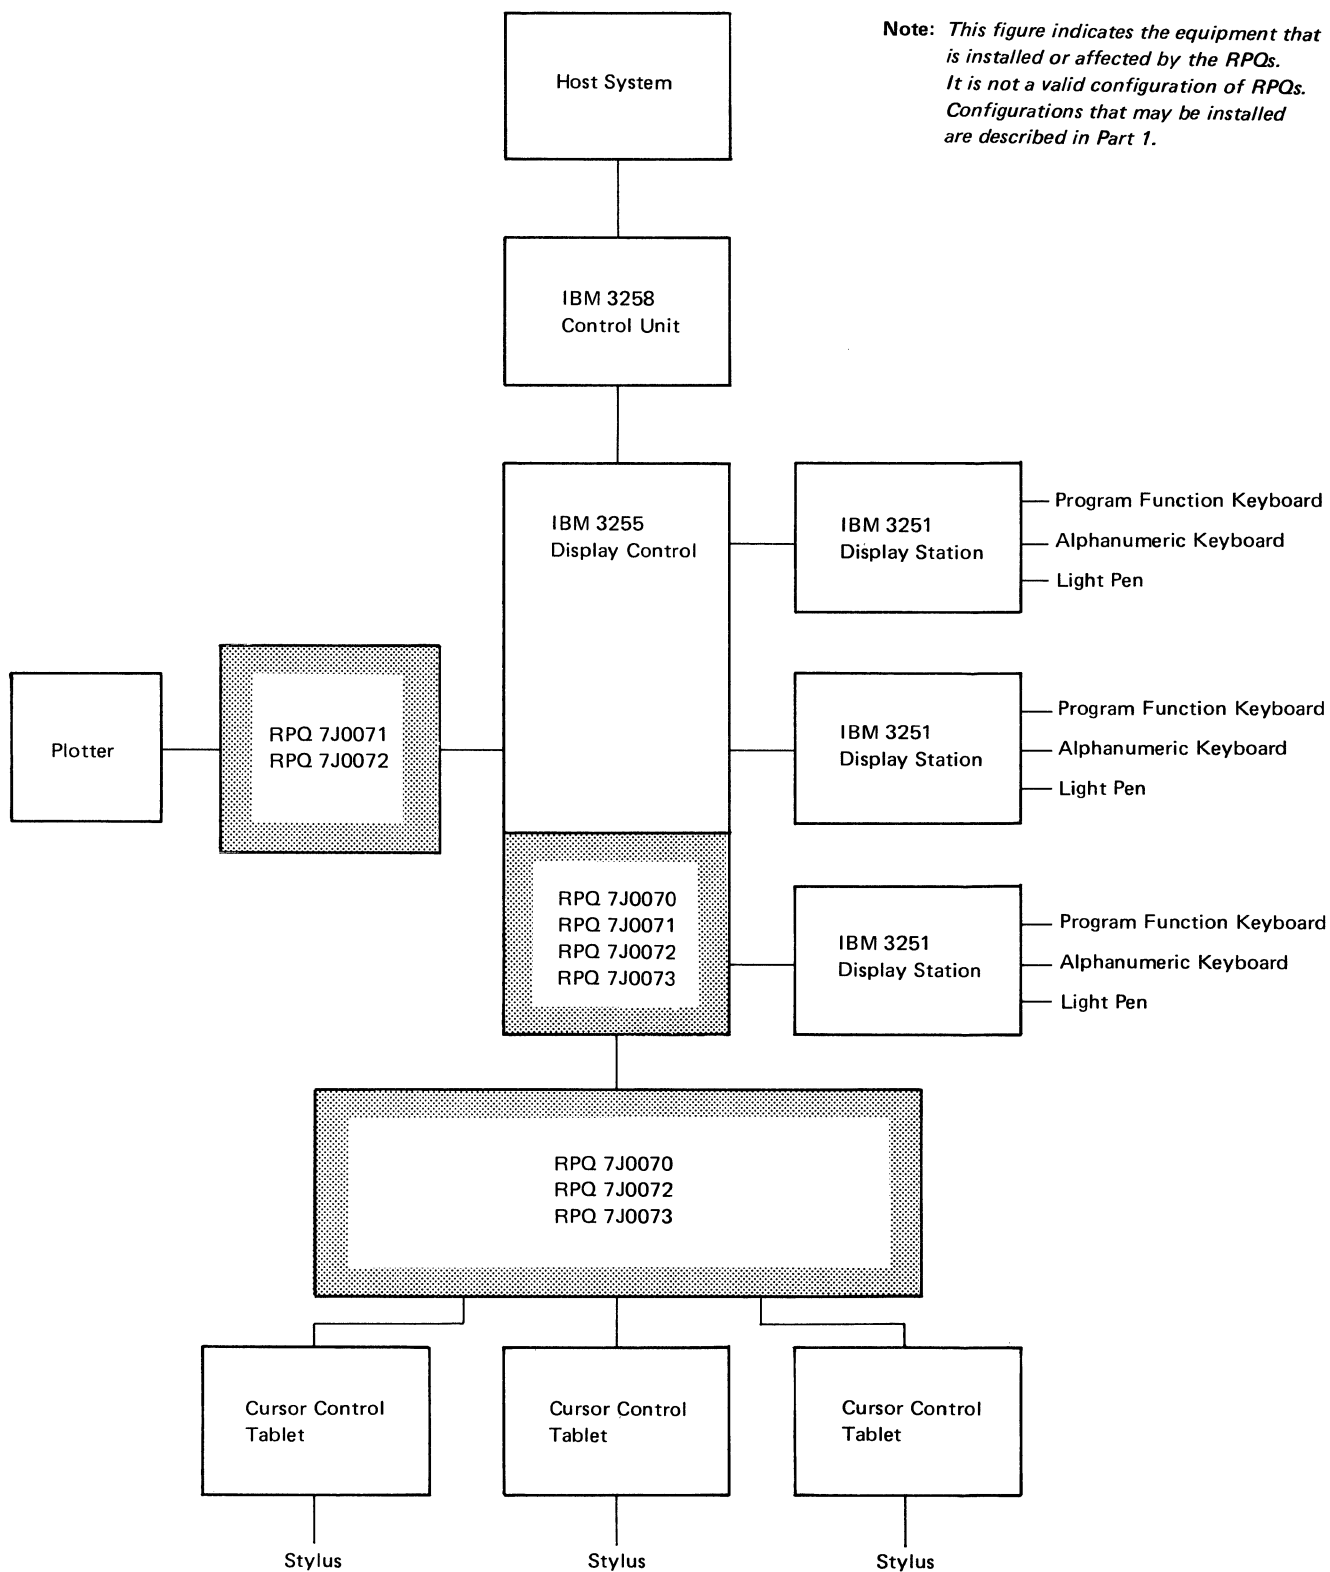 Note: This figure indicates the equipment that
is installed or affected by the RPQs.
It is not a valid configuration of RPQs.
Configurations that may be installed
are described in Part 1.
Host System
IBM 3258
Control Unit
IBM 3255
Display Control
IBM 3251
Display Station
Program Function Keyboard
Alphanumeric Keyboard
Light Pen
Plotter
RPQ 7J0071
RPQ 7J0072
IBM 3251
Display Station
Program Function Keyboard
Alphanumeric Keyboard
Light Pen
RPQ 7J0070
RPQ 7J0071
RPQ 7J0072
RPQ 7J0073
IBM 3251
Display Station
Program Function Keyboard
Alphanumeric Keyboard
Light Pen
RPQ 7J0070
RPQ 7J0072
RPQ 7J0073
Cursor Control
Tablet
Cursor Control
Tablet
Cursor Control
Tablet
Stylus
Stylus
Stylus